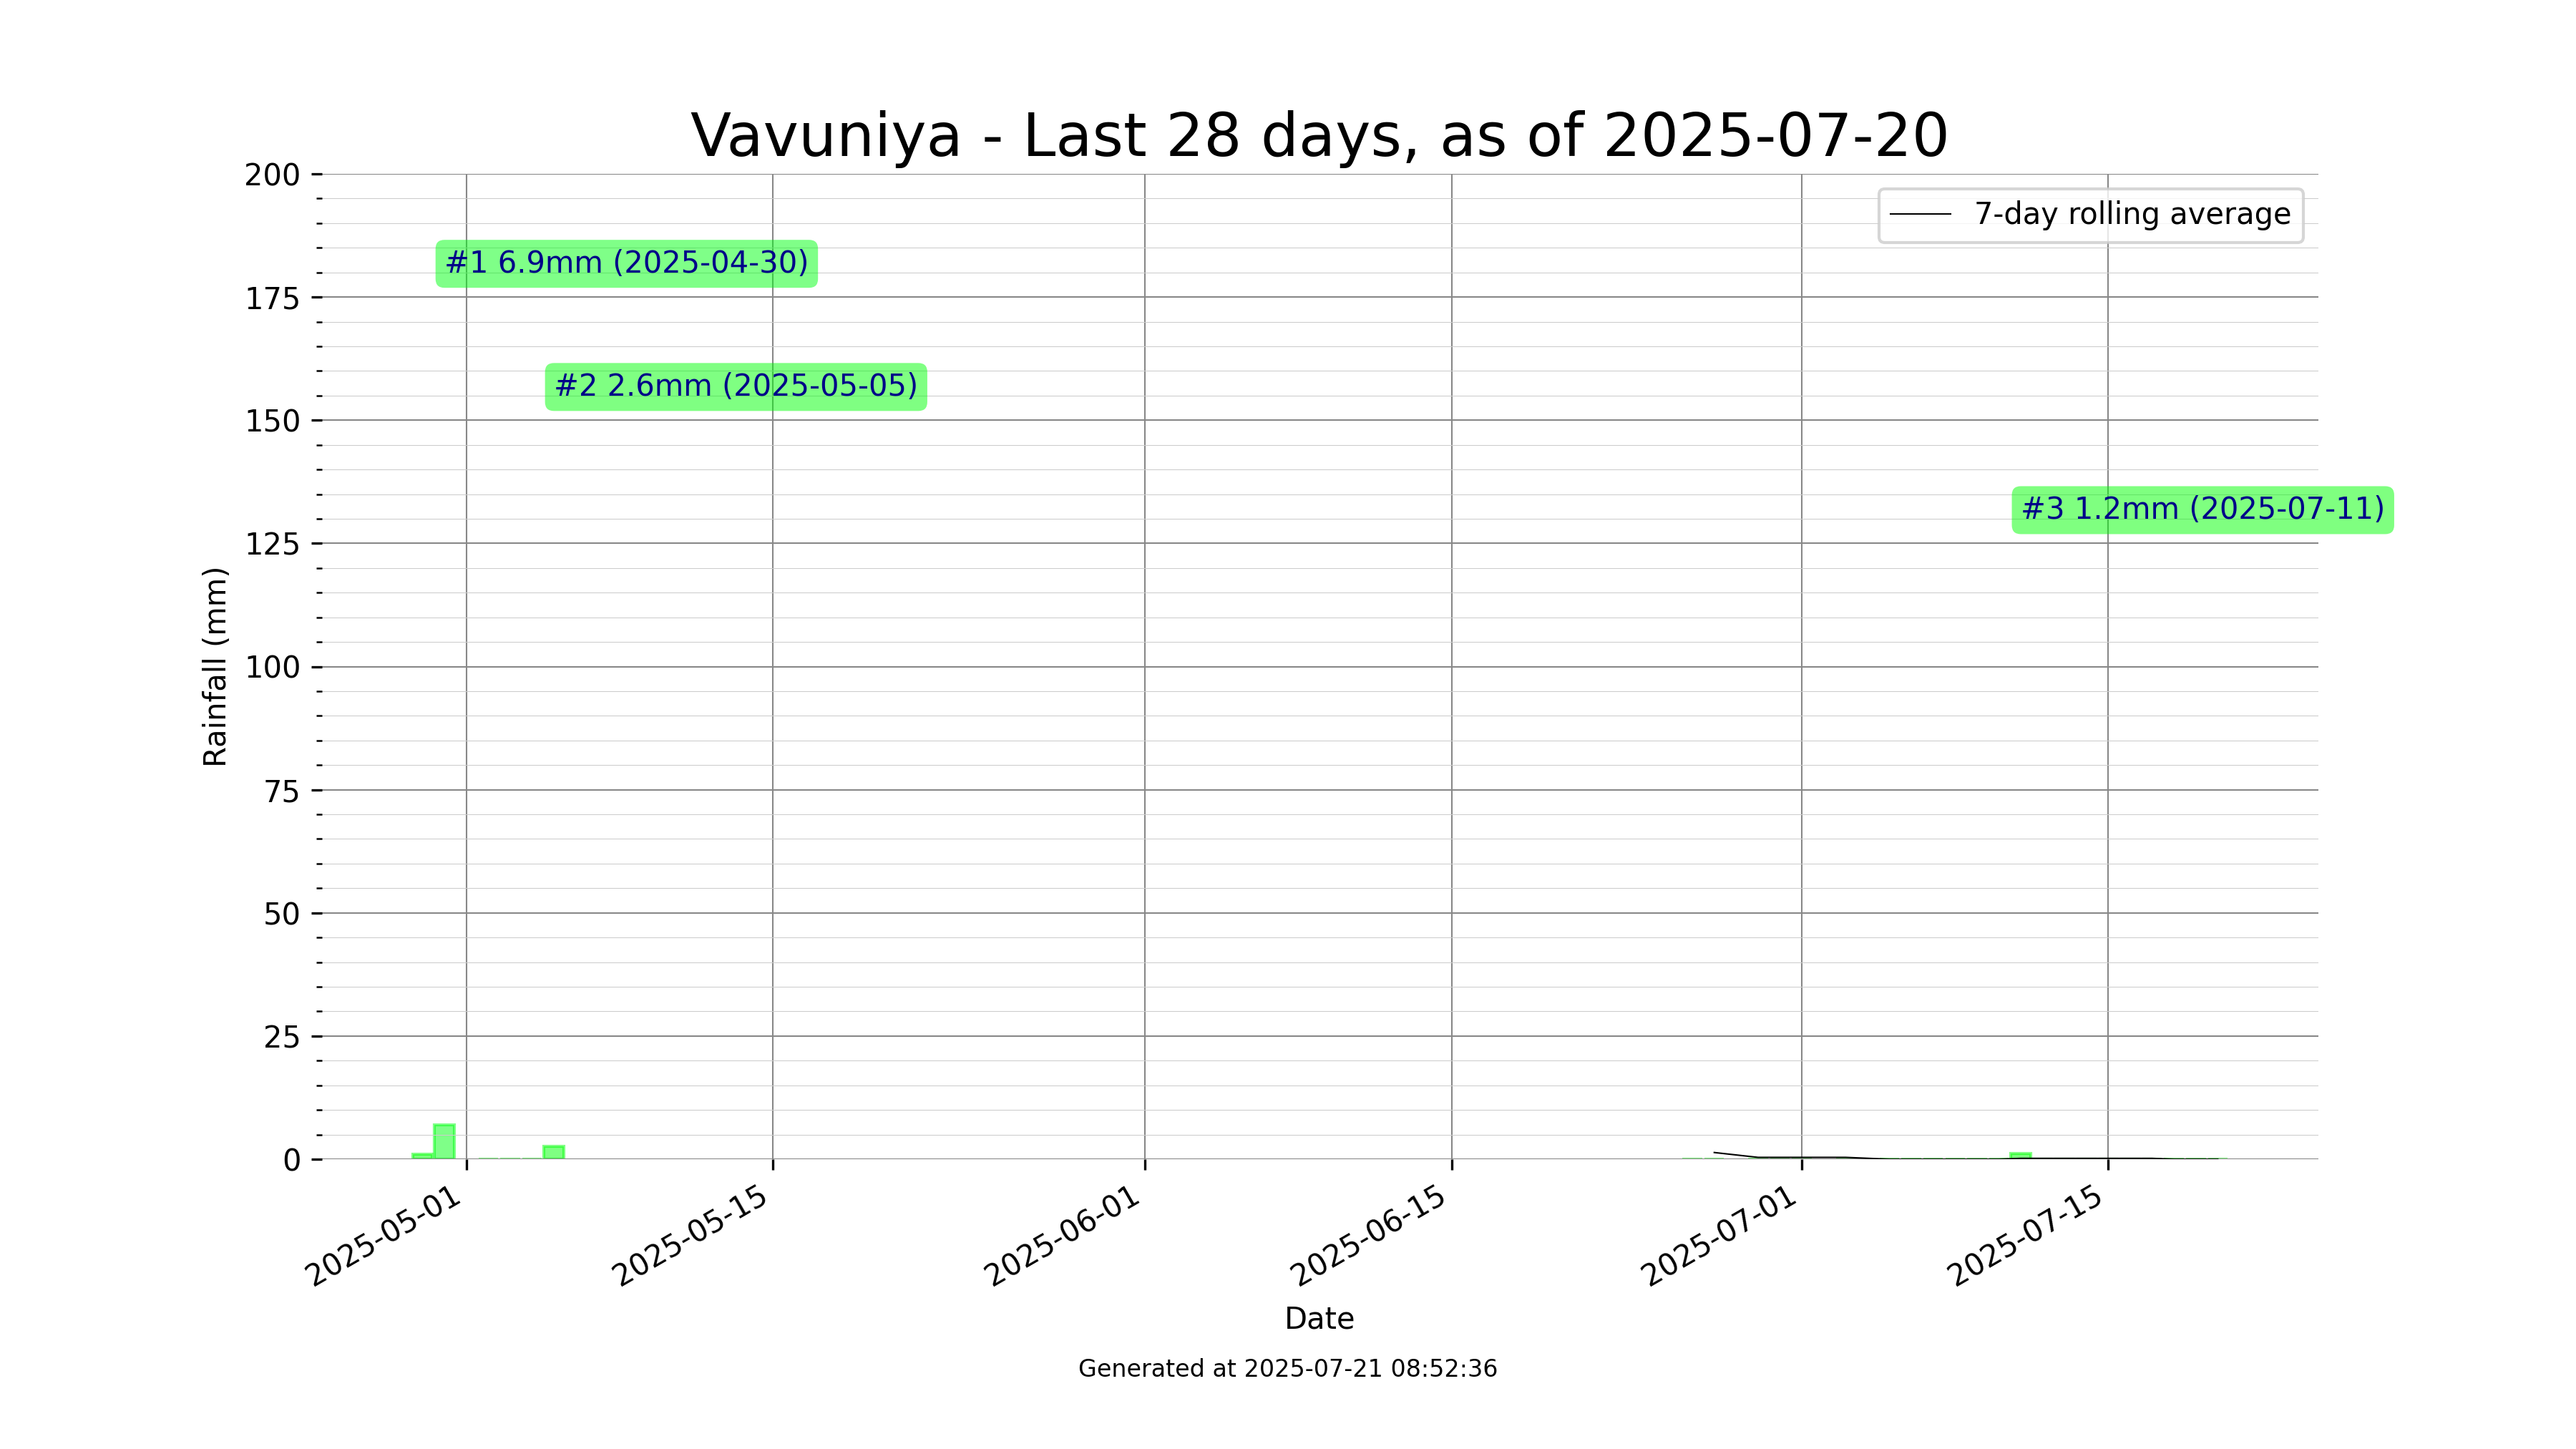 Vavuniya - Last 28 days, as of 2025-07-20
7-day rolling average
#1 6.9mm (2025-04-30)
#2 2.6mm (2025-05-05)
#3 1.2mm (2025-07-11)
Rainfall (mm)
200
175
150
125
100
75
50
25
0
2025-05-01
2025-05-15
2025-06-01
2025-06-15
2025-07-01
2025-07-15
Date
Generated at 2025-07-21 08:52:36